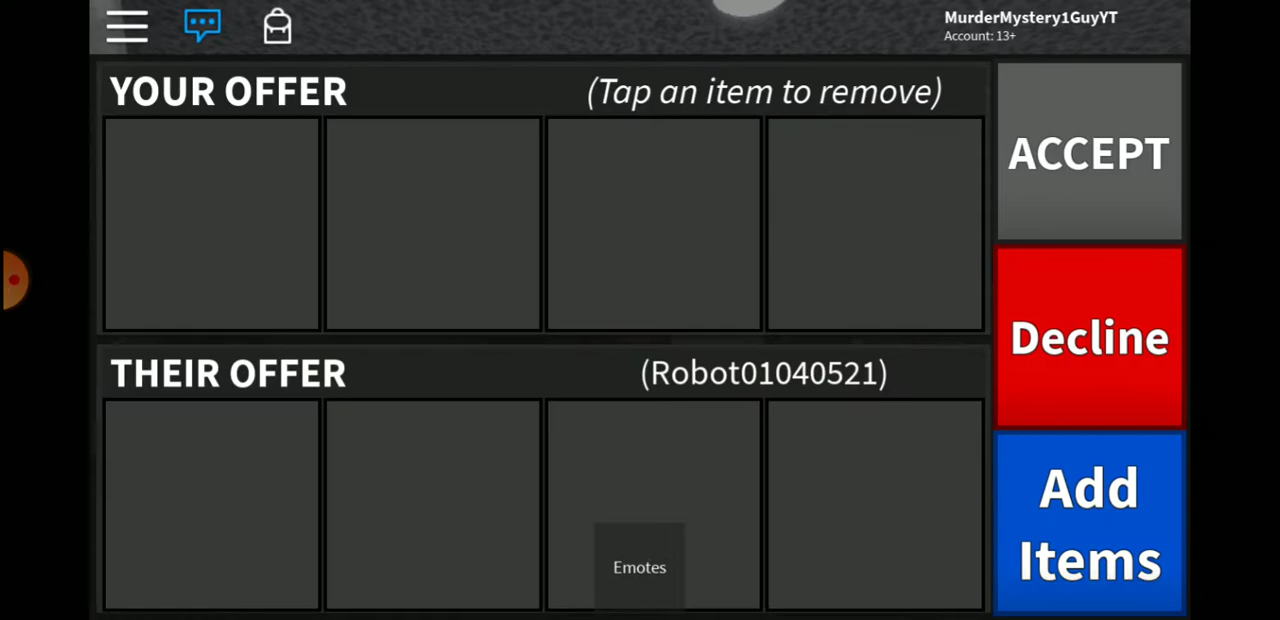 MurderMystery1GuyYT
Account: 13+
YOUR OFFER (Tap an item to remove)
ACCEPT
Decline
THEIR OFFER (Robot01040521)
Add
Items
Emotes